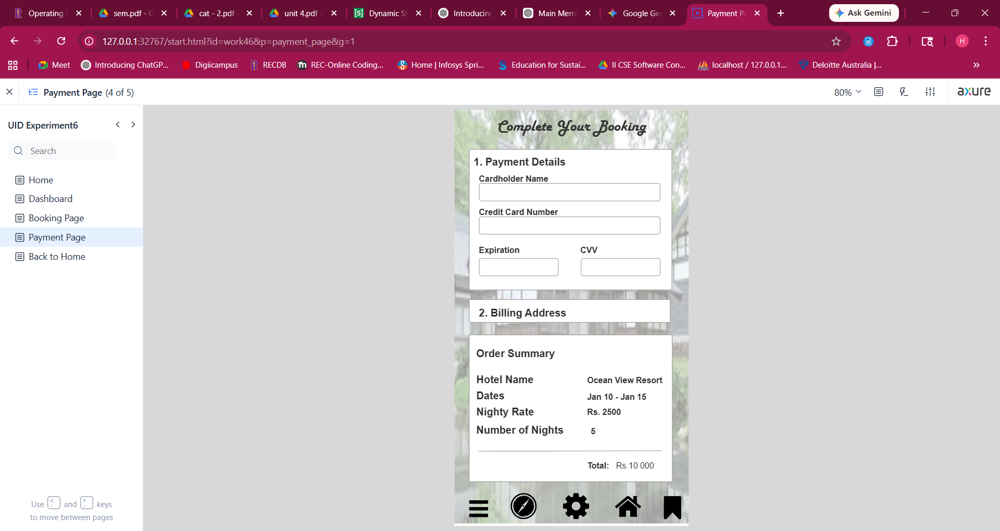 Operating
sem.pdf - G
cat - 2.pdf
unit 4.pdf -
[S] Dynamic St
Introducing
Main Mem
Google Ge
Payment Pa
Ask Gemini
127.0.0.1:32767/start.html?id=work46&p=payment_page&g=1
H
Meet
Introducing ChatGP...
Digiicampus
RECDB
REC-Online Coding...
Home | Infosys Spri...
Education for Sustai...
II CSE Software Con...
localhost / 127.0.0.1...
Deloitte Australia |...
Payment Page (4 of 5)
80%
axure
UID Experiment6
Search
Home
Dashboard
Booking Page
Payment Page
Back to Home
Use < , and > . keys
to move between pages
Complete Your Booking
1. Payment Details
Cardholder Name
Credit Card Number
Expiration CVV
2. Billing Address
Order Summary
Hotel Name Ocean View Resort
Dates Jan 10 - Jan 15
Nighty Rate Rs. 2500
Number of Nights 5
Total: Rs.10 000